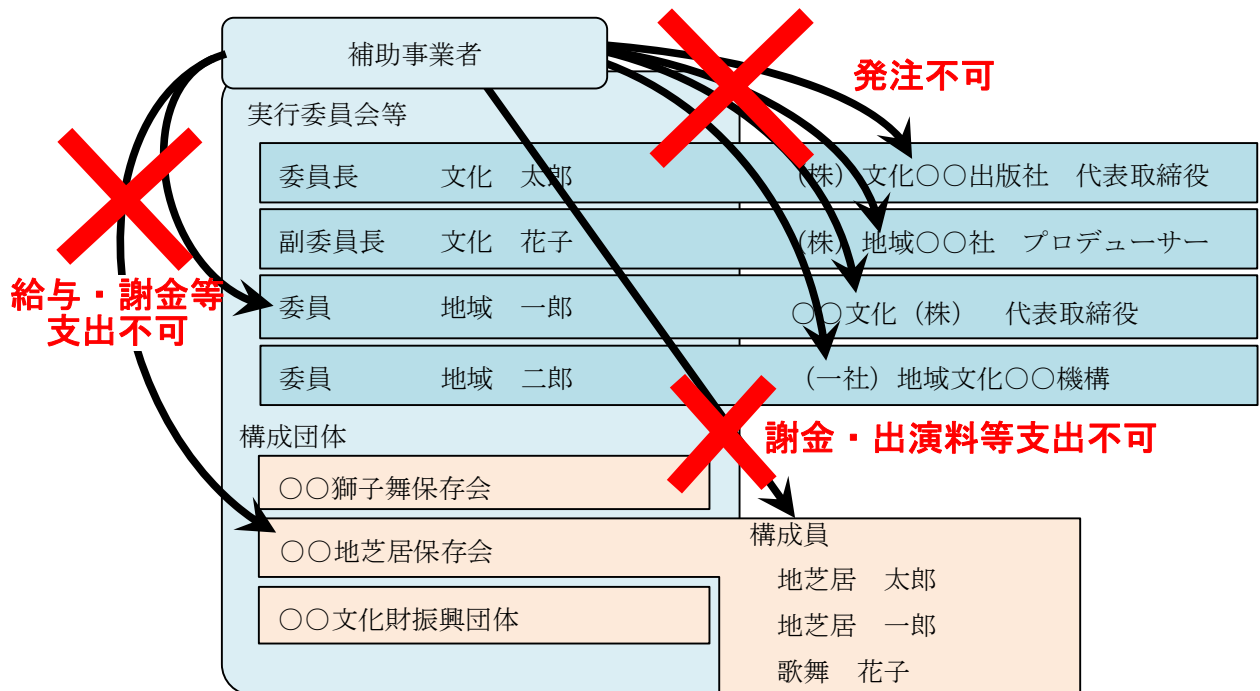 補助事業者
発注不可
実行委員会等
委員長 文化 太郎 (株)文化○○出版社 代表取締役
副委員長 文化 花子 (株)地域○○社 プロデューサー
給与・謝金等
支出不可
委員 地域 一郎 ○○文化(株) 代表取締役
委員 地域 二郎 (一社)地域文化○○機構
構成団体
謝金・出演料等支出不可
○○獅子舞保存会
○○地芝居保存会
構成員
地芝居 太郎
地芝居 一郎
歌舞 花子
○○文化財振興団体